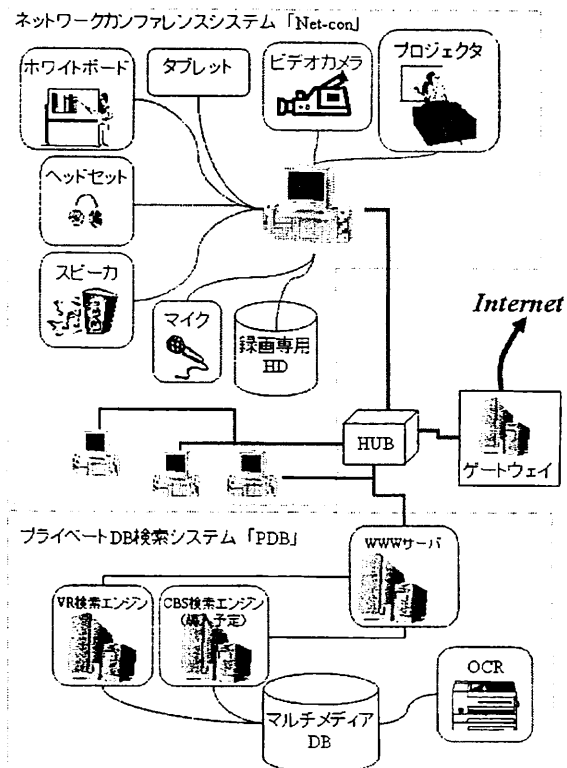 ネットワークカンファレンスシステム「Net-con」
ホワイトボード
タブレット
ビデオカメラ
プロジェクタ
ヘッドセット
スピーカ
マイク
録画専用
HD
Internet
HUB
ゲートウェイ
プライベートDB検索システム「PDB」
WWWサーバ
VR検索エンジン
CBS検索エンジン
(編入予定)
OCR
マルチメディア
DB